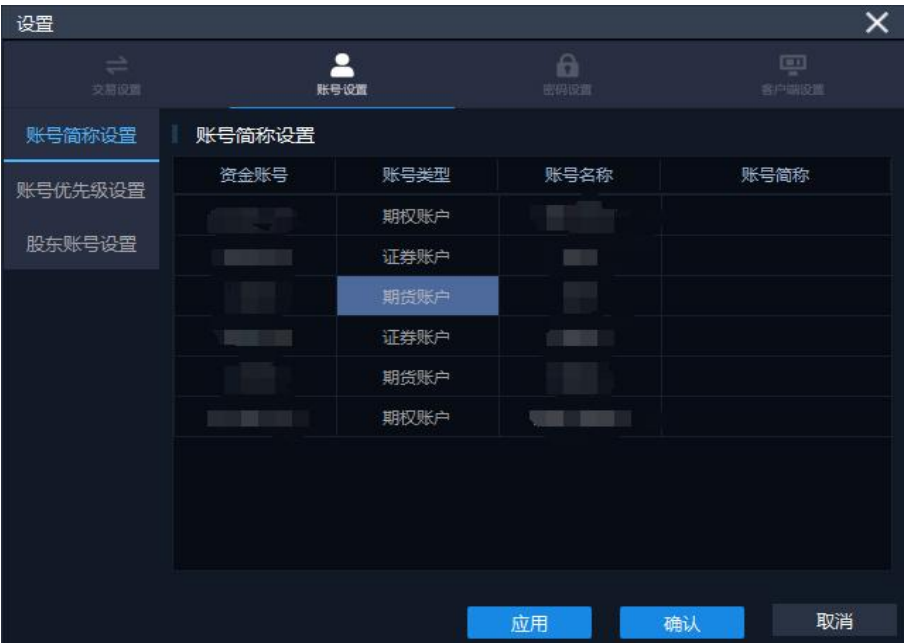 设置
交易设置 账号设置 密码设置 客户端设置
账号简称设置
账号优先级设置
股东账号设置
账号简称设置
资金账号 账号类型 账号名称 账号简称
期权账户
证券账户
期货账户
证券账户
期货账户
期权账户
应用 确认 取消